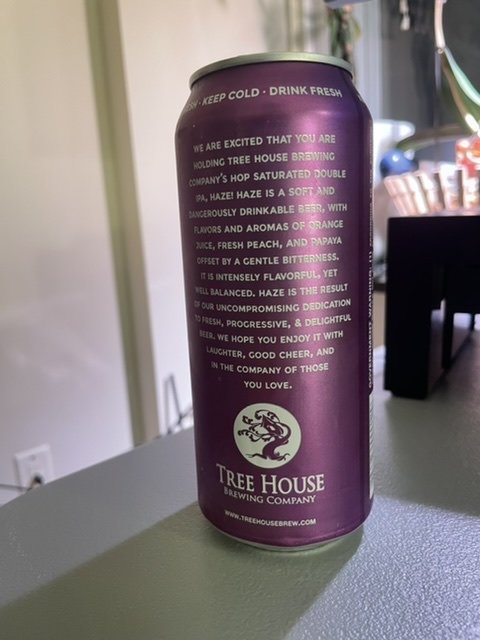 SH · KEEP COLD · DRINK FRESH
WE ARE EXCITED THAT YOU ARE
HOLDING TREE HOUSE BREWING
COMPANY'S HOP SATURATED DOUBLE
IPA, HAZE! HAZE IS A SOFT AND
DANGEROUSLY DRINKABLE BEER, WITH
FLAVORS AND AROMAS OF ORANGE
JUICE, FRESH PEACH, AND PAPAYA
OFFSET BY A GENTLE BITTERNESS.
IT IS INTENSELY FLAVORFUL, YET
WELL BALANCED. HAZE IS THE RESULT
OF OUR UNCOMPROMISING DEDICATION
TO FRESH, PROGRESSIVE, & DELIGHTFUL
BEER. WE HOPE YOU ENJOY IT WITH
LAUGHTER, GOOD CHEER, AND
IN THE COMPANY OF THOSE
YOU LOVE.
TREE HOUSE
BREWING COMPANY
WWW.TREEHOUSEBREW.COM
GOVERNMENT WARNING: (1)